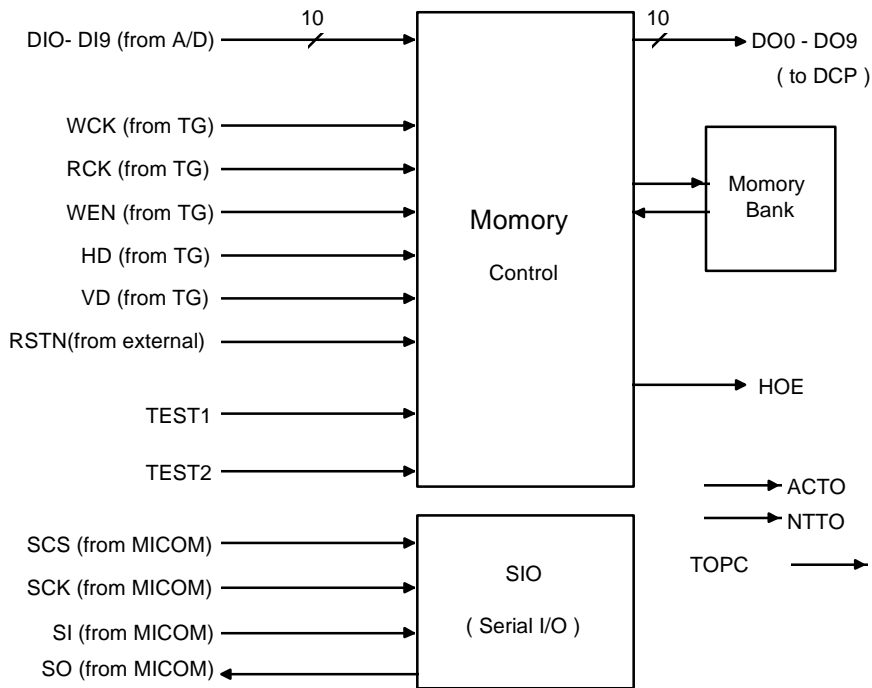 10
10
DIO- DI9 (from A/D)
DO0 - DO9
( to DCP )
WCK (from TG)
RCK (from TG)
WEN (from TG)
HD (from TG)
VD (from TG)
RSTN(from external)
TEST1
TEST2
Momory
Control
Momory
Bank
HOE
ACTO
NTTO
TOPC
SCS (from MICOM)
SCK (from MICOM)
SI (from MICOM)
SO (from MICOM)
SIO
( Serial I/O )